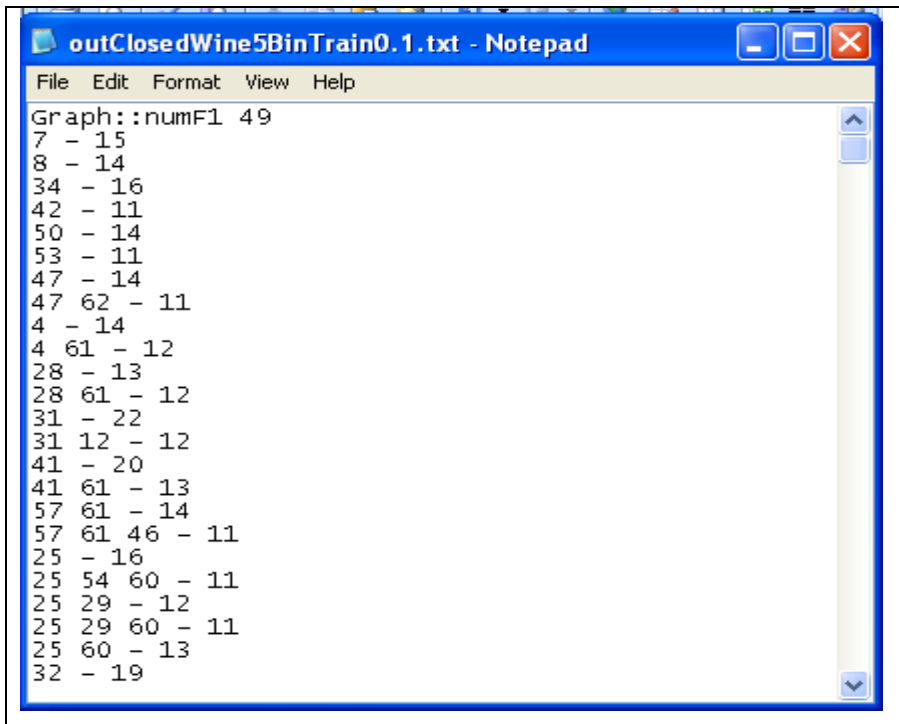 outClosedWine5BinTrain0.1.txt - Notepad
File Edit Format View Help
Graph::numF1 49
7 - 15
8 - 14
34 - 16
42 - 11
50 - 14
53 - 11
47 - 14
47 62 - 11
4 - 14
4 61 - 12
28 - 13
28 61 - 12
31 - 22
31 12 - 12
41 - 20
41 61 - 13
57 61 - 14
57 61 46 - 11
25 - 16
25 54 60 - 11
25 29 - 12
25 29 60 - 11
25 60 - 13
32 - 19